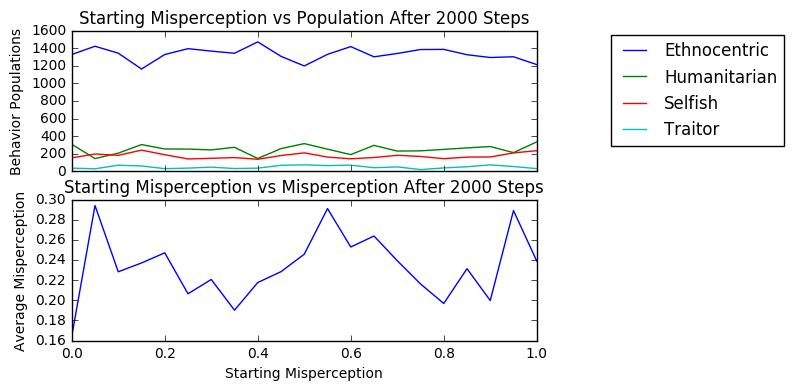 Starting Misperception vs Population After 2000 Steps
1600
1400
1200
1000
800
600
400
200
0
Behavior Populations
Ethnocentric
Humanitarian
Selfish
Traitor
Starting Misperception vs Misperception After 2000 Steps
0.30
0.28
0.26
0.24
0.22
0.20
0.18
0.16
Average Misperception
0.0 0.2 0.4 0.6 0.8 1.0
Starting Misperception